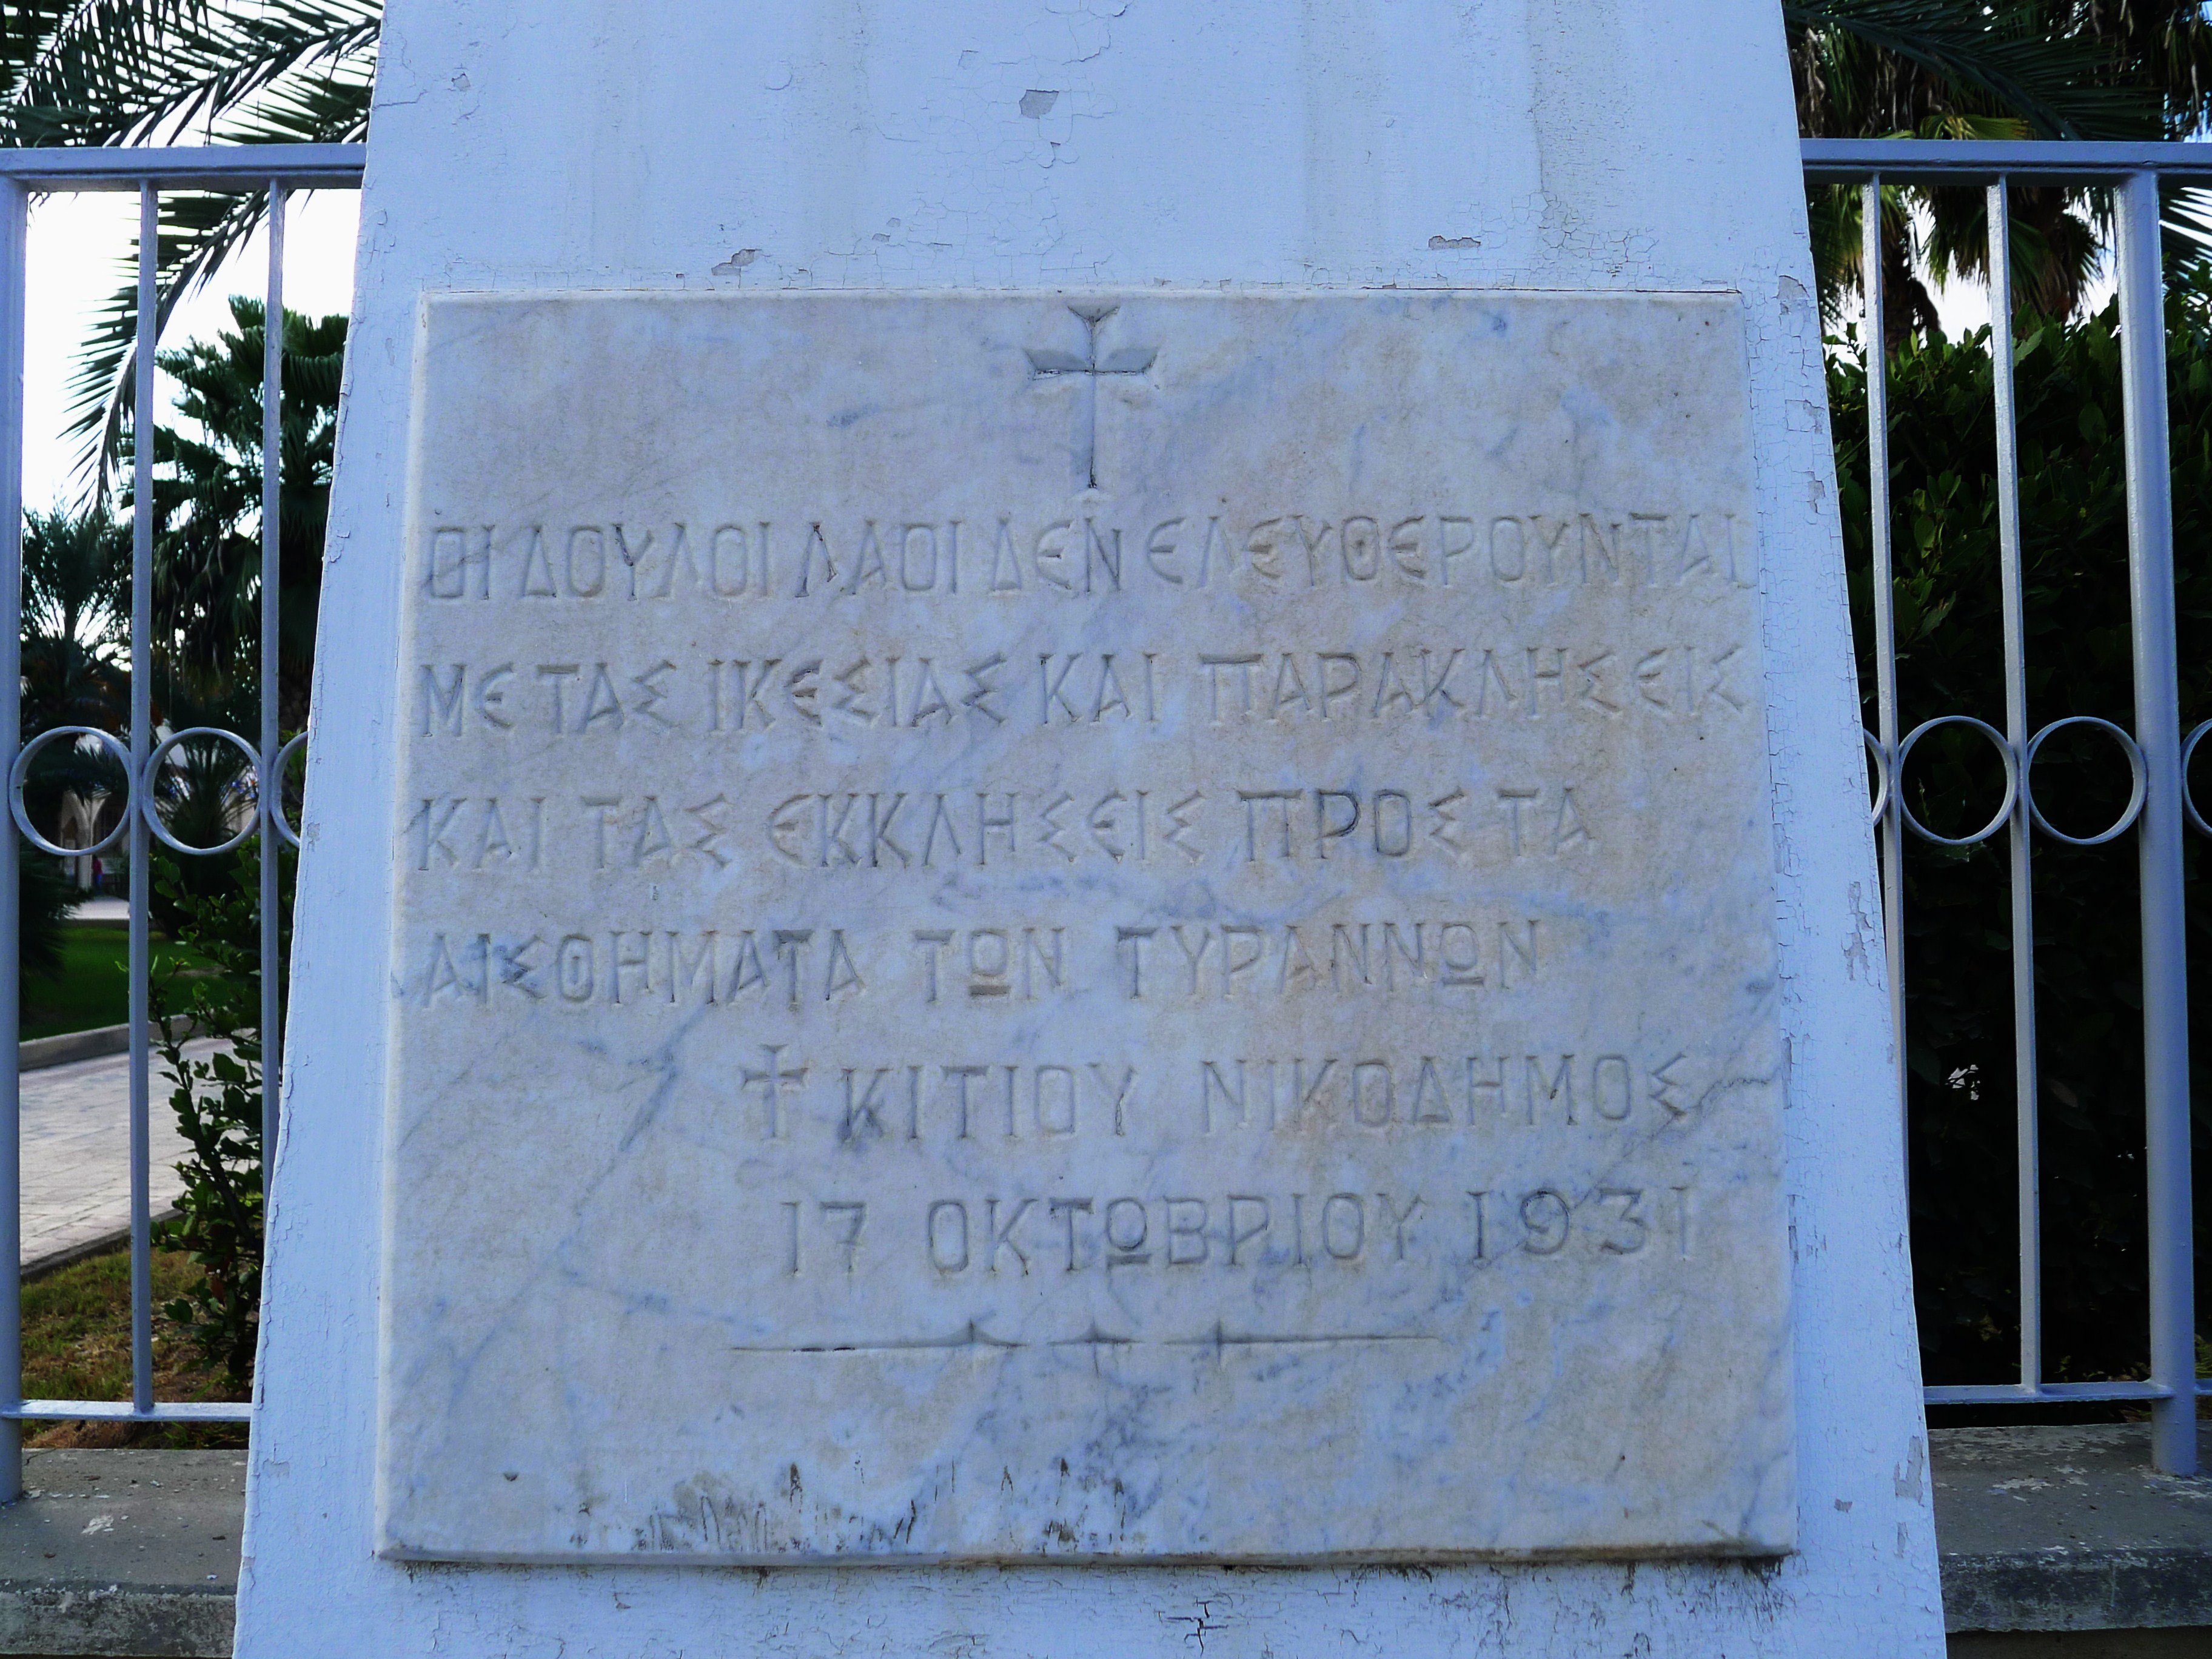 ΟΙ ΔΟΥΛΟΙ ΛΑΟΙ ΔΕΝ ΕΛΕΥΘΕΡΟΥΝΤΑΙ
ΜΕ ΤΑΣ ΙΚΕΣΙΑΣ ΚΑΙ ΠΑΡΑΚΛΗΣΕΙΣ
ΚΑΙ ΤΑΣ ΕΚΚΛΗΣΕΙΣ ΠΡΟΣ ΤΑ
ΑΙΣΘΗΜΑΤΑ ΤΩΝ ΤΥΡΑΝΝΩΝ
† ΚΙΤΙΟΥ ΝΙΚΟΔΗΜΟΣ
17 ΟΚΤΩΒΡΙΟΥ 1931